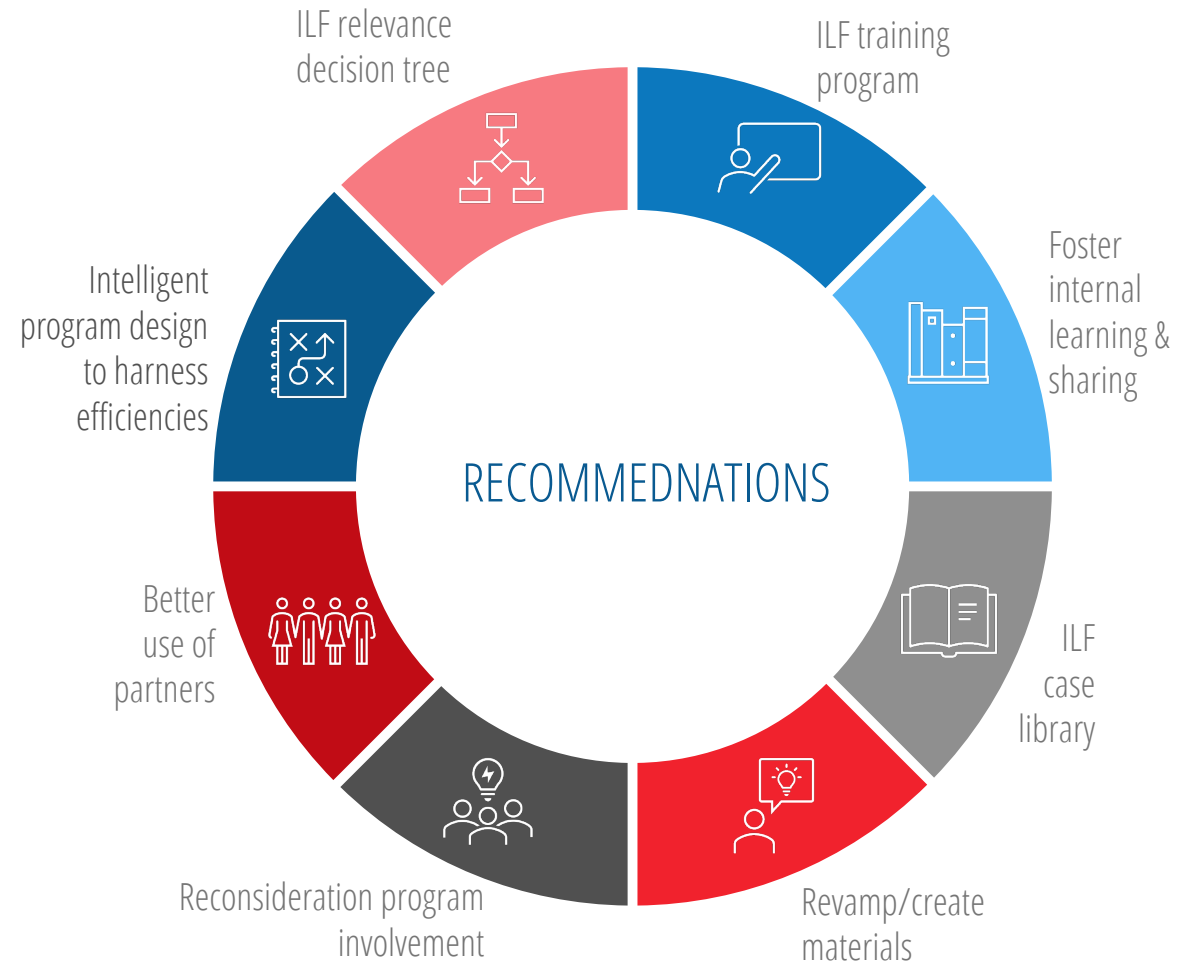 ILF relevance
decision tree
ILF training
program
Foster
internal
learning &
sharing
Intelligent
program design
to harness
efficiencies
RECOMMEDNATIONS
Better
use of
partners
ILF
case
library
Reconsideration program
involvement
Revamp/create
materials